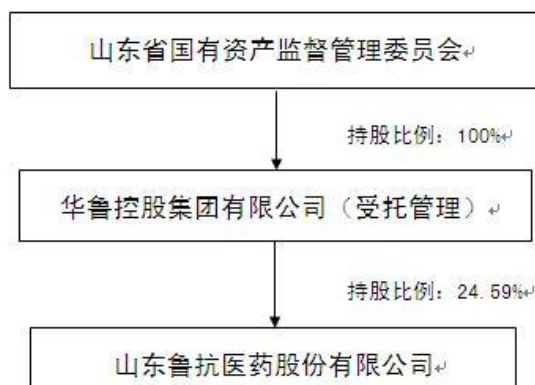 山东省国有资产监督管理委员会
持股比例：100%
华鲁控股集团有限公司（受托管理）
持股比例：24.59%
山东鲁抗医药股份有限公司